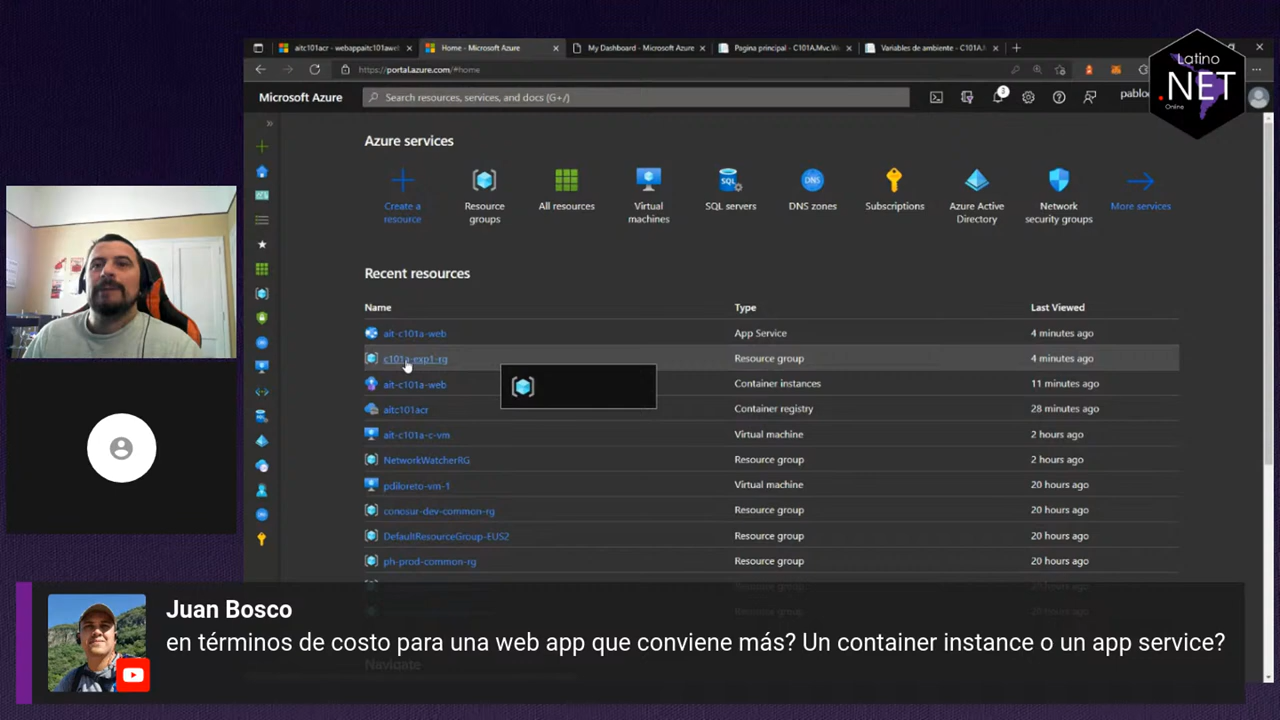 aitc101acr - webappaitc101awet
Home - Microsoft Azure
My Dashboard - Microsoft Azure
Pagina principal - C101A.Mvc.W
Variables de ambiente - C101A.M
https://portal.azure.com/#home
Latino
.NET
Online
Microsoft Azure
Search resources, services, and docs (G+/)
3
pablo
Azure services
Create a
resource
Resource
groups
All resources
Virtual
machines
SQL
SQL servers
DNS
DNS zones
Subscriptions
Azure Active
Directory
Network
security groups
More services
Recent resources
Name Type Last Viewed
ait-c101a-web App Service 4 minutes ago
c101a-exp1-rg Resource group 4 minutes ago
ait-c101a-web Container instances 11 minutes ago
aitc101acr Container registry 28 minutes ago
ait-c101a-c-vm Virtual machine 2 hours ago
NetworkWatcherRG Resource group 2 hours ago
pdiloreto-vm-1 Virtual machine 20 hours ago
conosur-dev-common-rg Resource group 20 hours ago
DefaultResourceGroup-EUS2 Resource group 20 hours ago
ph-prod-common-rg Resource group 20 hours ago
Juan Bosco
en términos de costo para una web app que conviene más? Un container instance o un app service?
Navigate